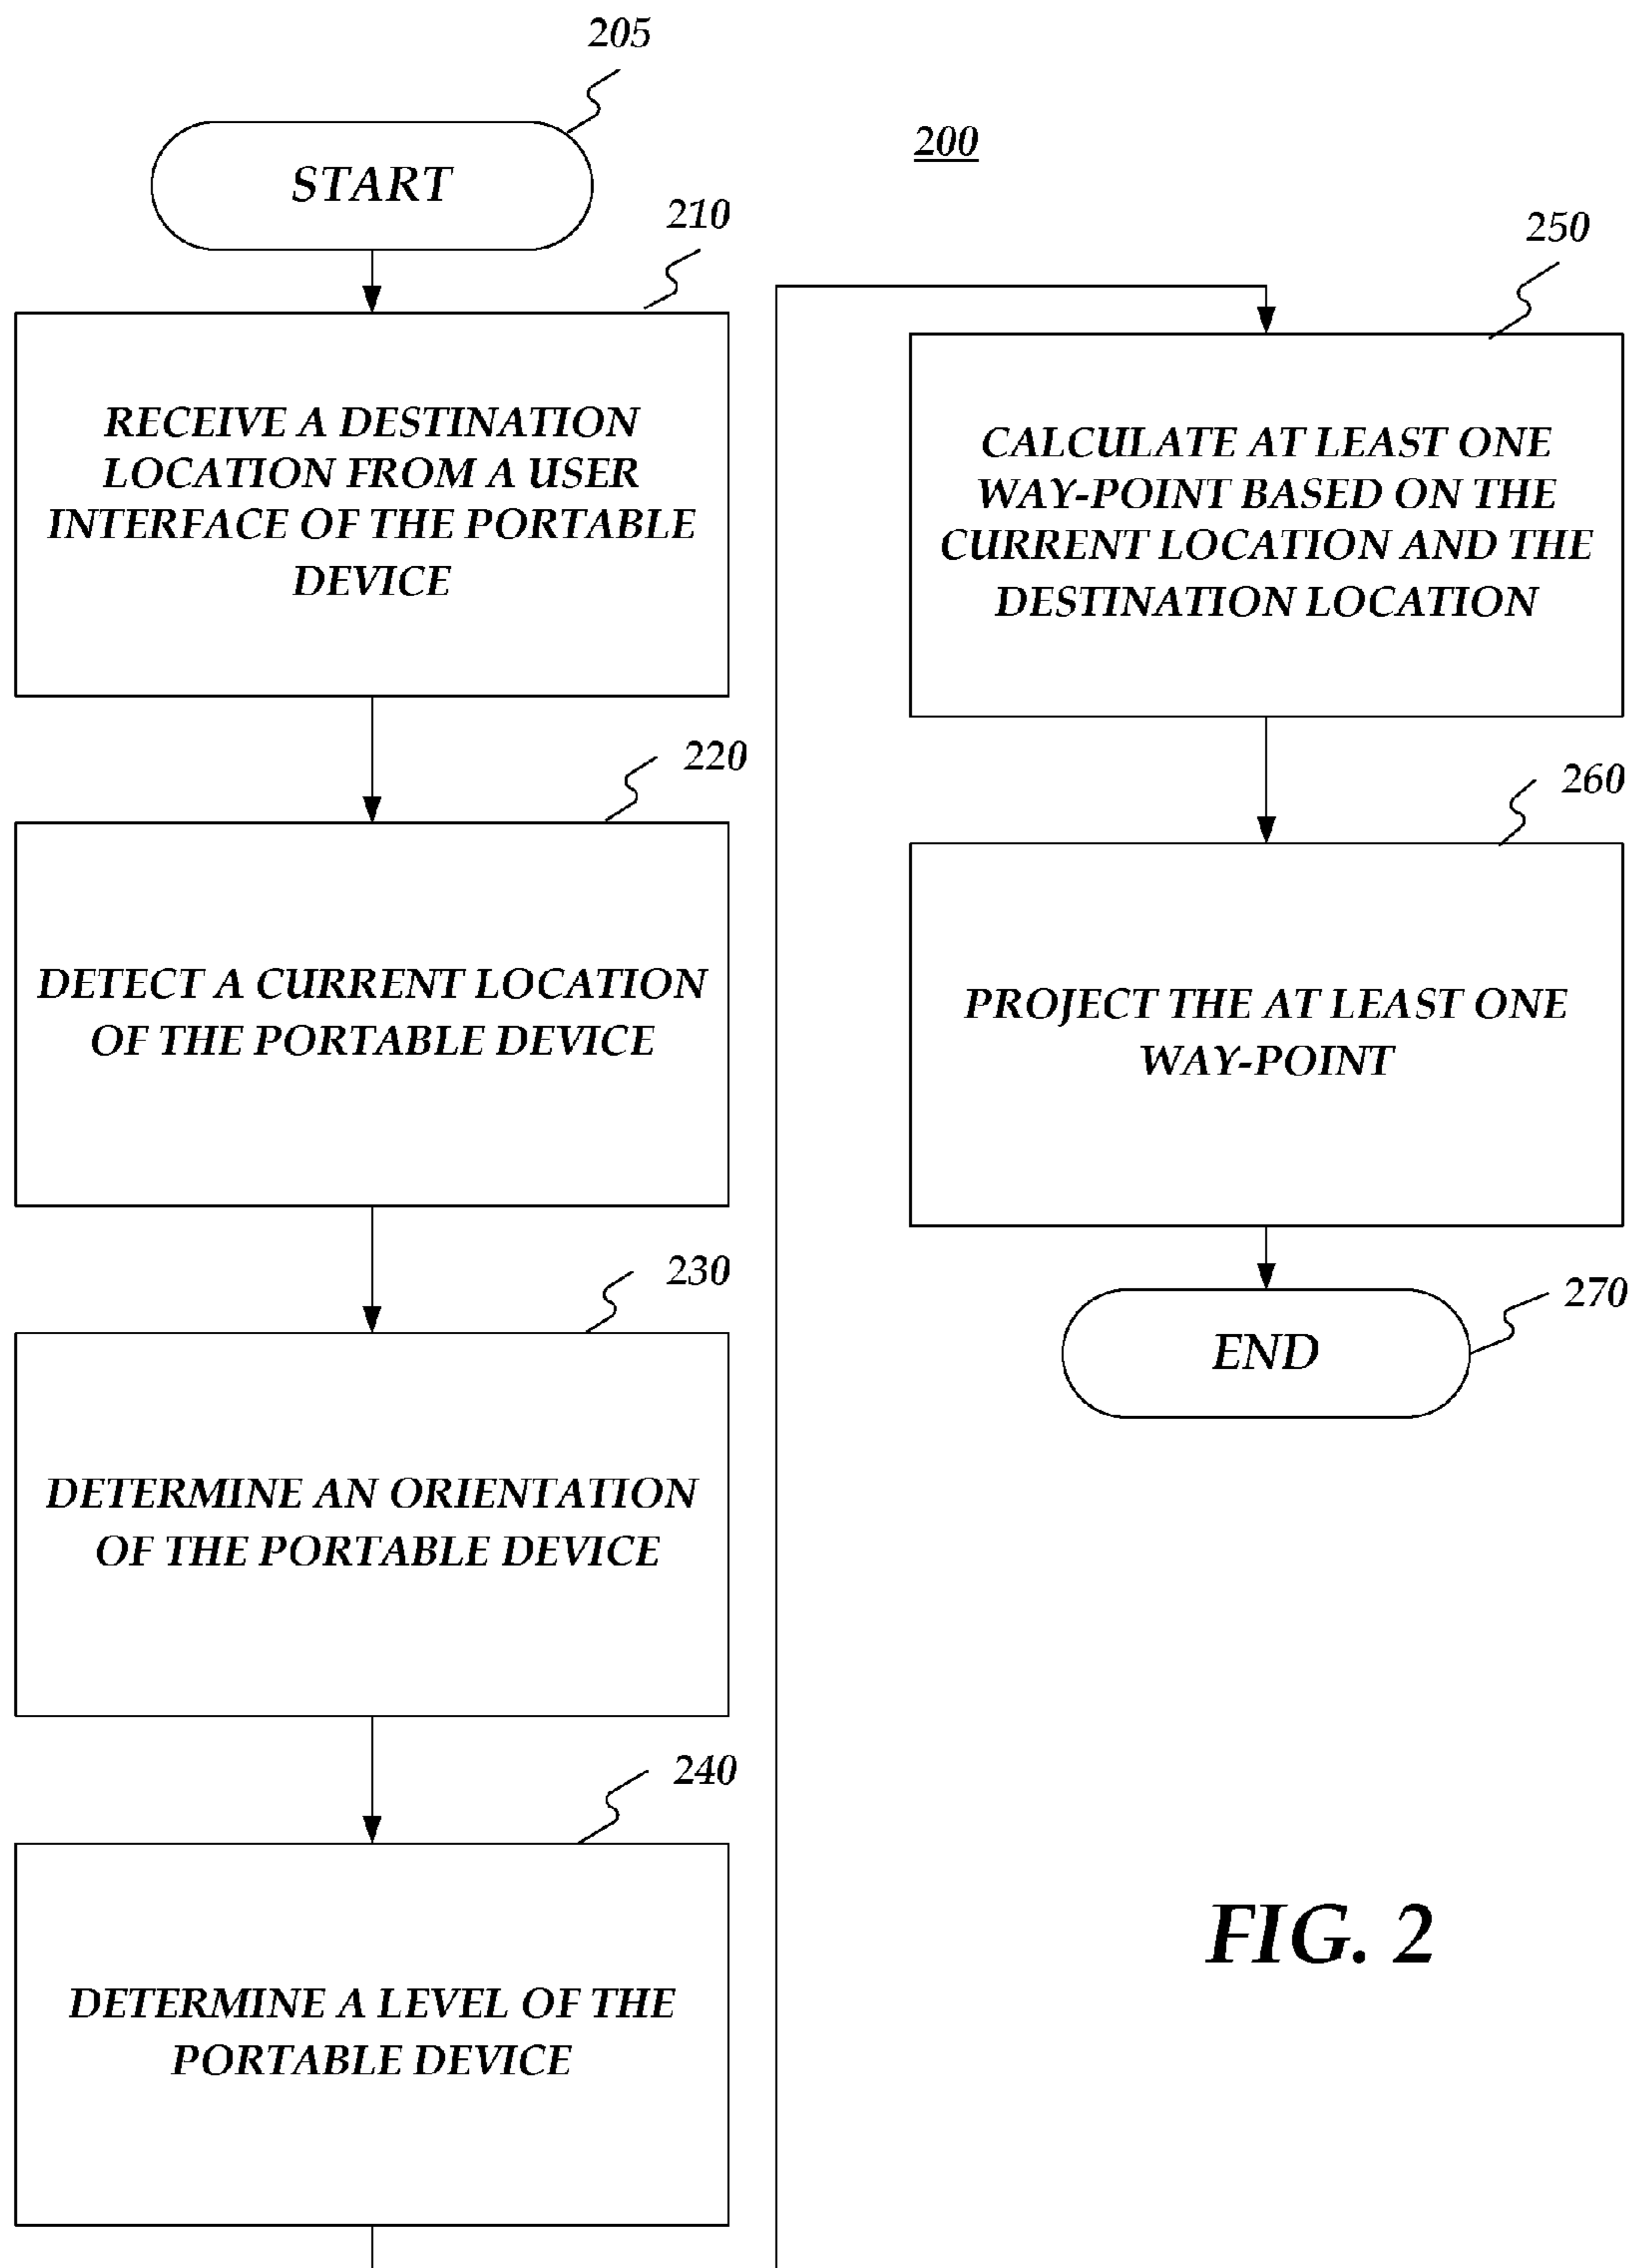 205
START
200
210
RECEIVE A DESTINATION
LOCATION FROM A USER
INTERFACE OF THE PORTABLE
DEVICE
220
DETECT A CURRENT LOCATION
OF THE PORTABLE DEVICE
230
DETERMINE AN ORIENTATION
OF THE PORTABLE DEVICE
240
DETERMINE A LEVEL OF THE
PORTABLE DEVICE
250
CALCULATE AT LEAST ONE
WAY-POINT BASED ON THE
CURRENT LOCATION AND THE
DESTINATION LOCATION
260
PROJECT THE AT LEAST ONE
WAY-POINT
270
END
FIG. 2